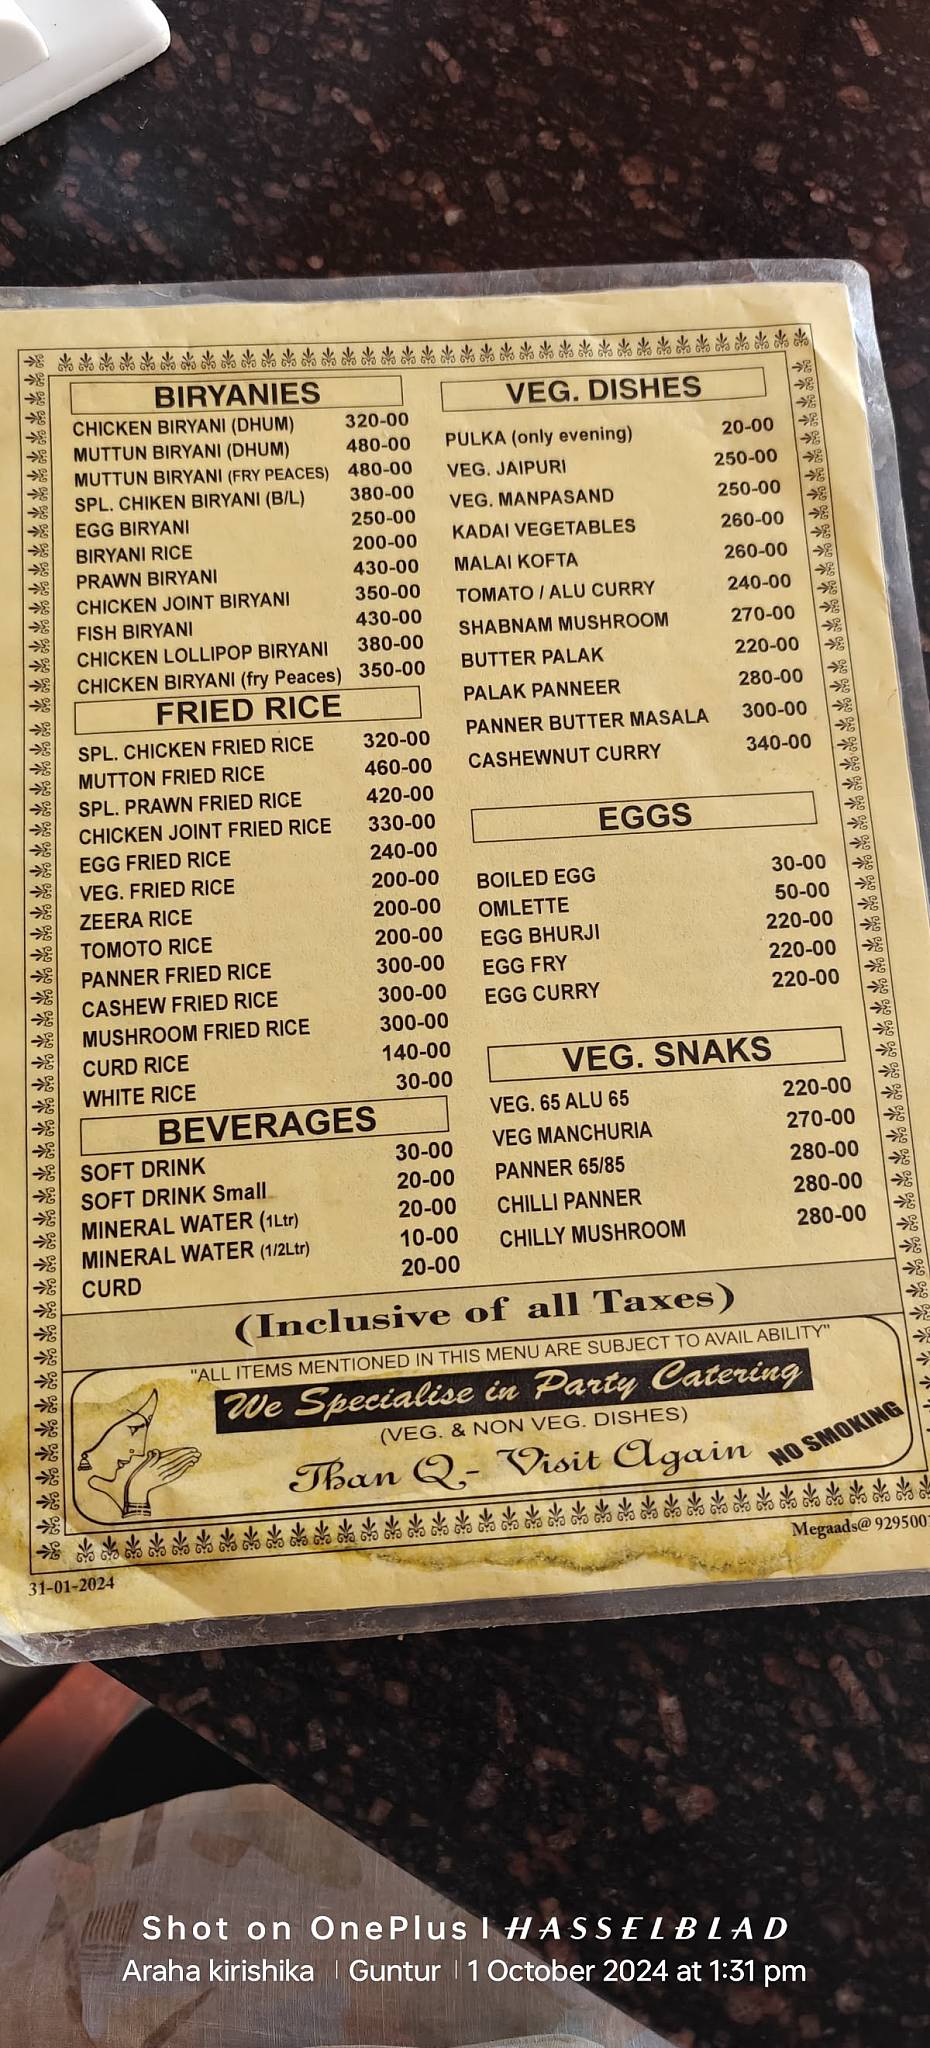 BIRYANIES
CHICKEN BIRYANI (DHUM) 320-00
MUTTUN BIRYANI (DHUM) 480-00
MUTTUN BIRYANI (FRY PEACES) 480-00
SPL. CHIKEN BIRYANI (B/L) 380-00
EGG BIRYANI 250-00
BIRYANI RICE 200-00
PRAWN BIRYANI 430-00
CHICKEN JOINT BIRYANI 350-00
FISH BIRYANI 430-00
CHICKEN LOLLIPOP BIRYANI 380-00
CHICKEN BIRYANI (fry Peaces) 350-00
FRIED RICE
SPL. CHICKEN FRIED RICE 320-00
MUTTON FRIED RICE 460-00
SPL. PRAWN FRIED RICE 420-00
CHICKEN JOINT FRIED RICE 330-00
EGG FRIED RICE 240-00
VEG. FRIED RICE 200-00
ZEERA RICE 200-00
TOMOTO RICE 200-00
PANNER FRIED RICE 300-00
CASHEW FRIED RICE 300-00
MUSHROOM FRIED RICE 300-00
CURD RICE 140-00
WHITE RICE 30-00
BEVERAGES
SOFT DRINK 30-00
SOFT DRINK Small 20-00
MINERAL WATER (1Ltr) 20-00
MINERAL WATER (1/2Ltr) 10-00
CURD 20-00
VEG. DISHES
PULKA (only evening) 20-00
VEG. JAIPURI 250-00
VEG. MANPASAND 250-00
KADAI VEGETABLES 260-00
MALAI KOFTA 260-00
TOMATO / ALU CURRY 240-00
SHABNAM MUSHROOM 270-00
BUTTER PALAK 220-00
PALAK PANNEER 280-00
PANNER BUTTER MASALA 300-00
CASHEWNUT CURRY 340-00
EGGS
BOILED EGG 30-00
OMLETTE 50-00
EGG BHURJI 220-00
EGG FRY 220-00
EGG CURRY 220-00
VEG. SNAKS
VEG. 65 ALU 65 220-00
VEG MANCHURIA 270-00
PANNER 65/85 280-00
CHILLI PANNER 280-00
CHILLY MUSHROOM 280-00
(Inclusive of all Taxes)
"ALL ITEMS MENTIONED IN THIS MENU ARE SUBJECT TO AVAIL ABILITY"
We Specialise in Party Catering
(VEG. & NON VEG. DISHES)
Than Q - Visit Again NO SMOKING
Megaads@ 929500
31-01-2024
Shot on OnePlus | HASSELBLAD
Araha kirishika | Guntur | 1 October 2024 at 1:31 pm